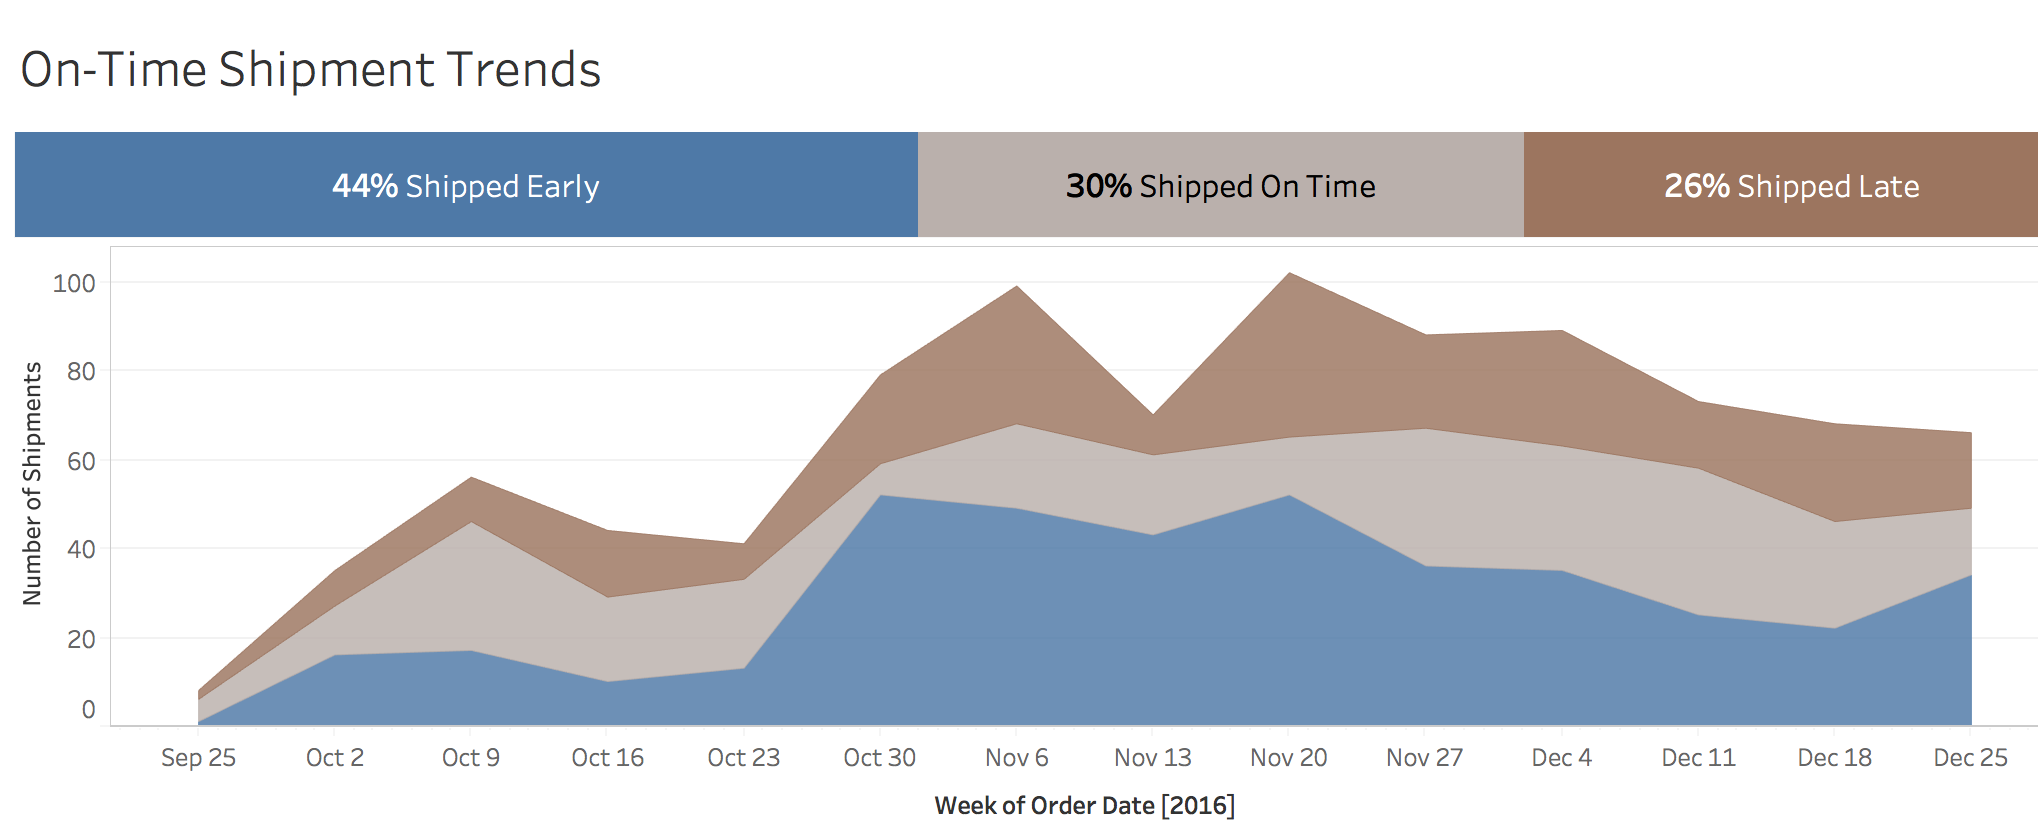 On-Time Shipment Trends
44% Shipped Early 30% Shipped On Time 26% Shipped Late
100
80
60
40
20
0
Number of Shipments
Sep 25 Oct 2 Oct 9 Oct 16 Oct 23 Oct 30 Nov 6 Nov 13 Nov 20 Nov 27 Dec 4 Dec 11 Dec 18 Dec 25
Week of Order Date [2016]